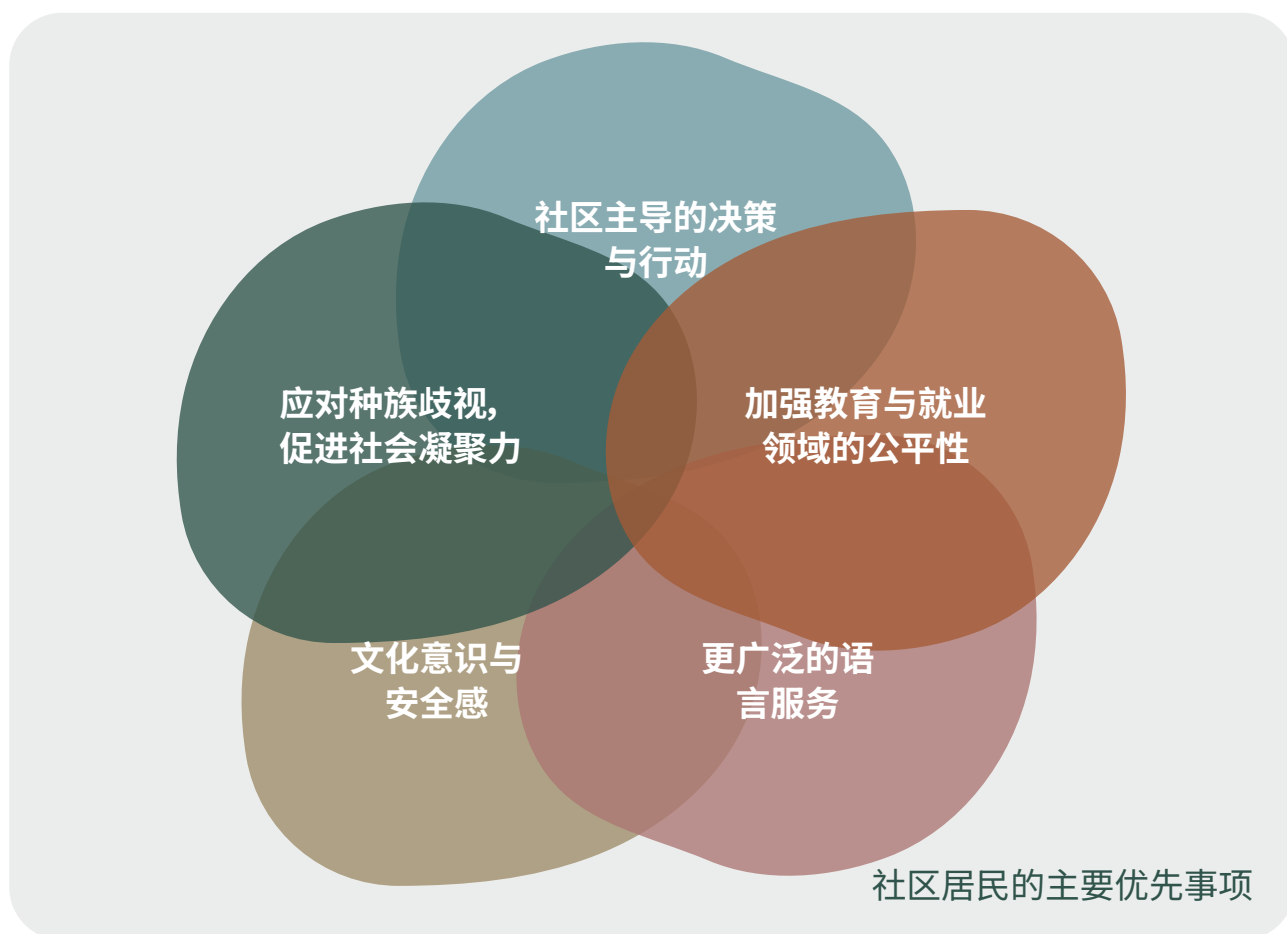 社区主导的决策
与行动
应对种族歧视，
促进社会凝聚力
加强教育与就业
领域的公平性
文化意识与
安全感
更广泛的语
言服务
社区居民的主要优先事项